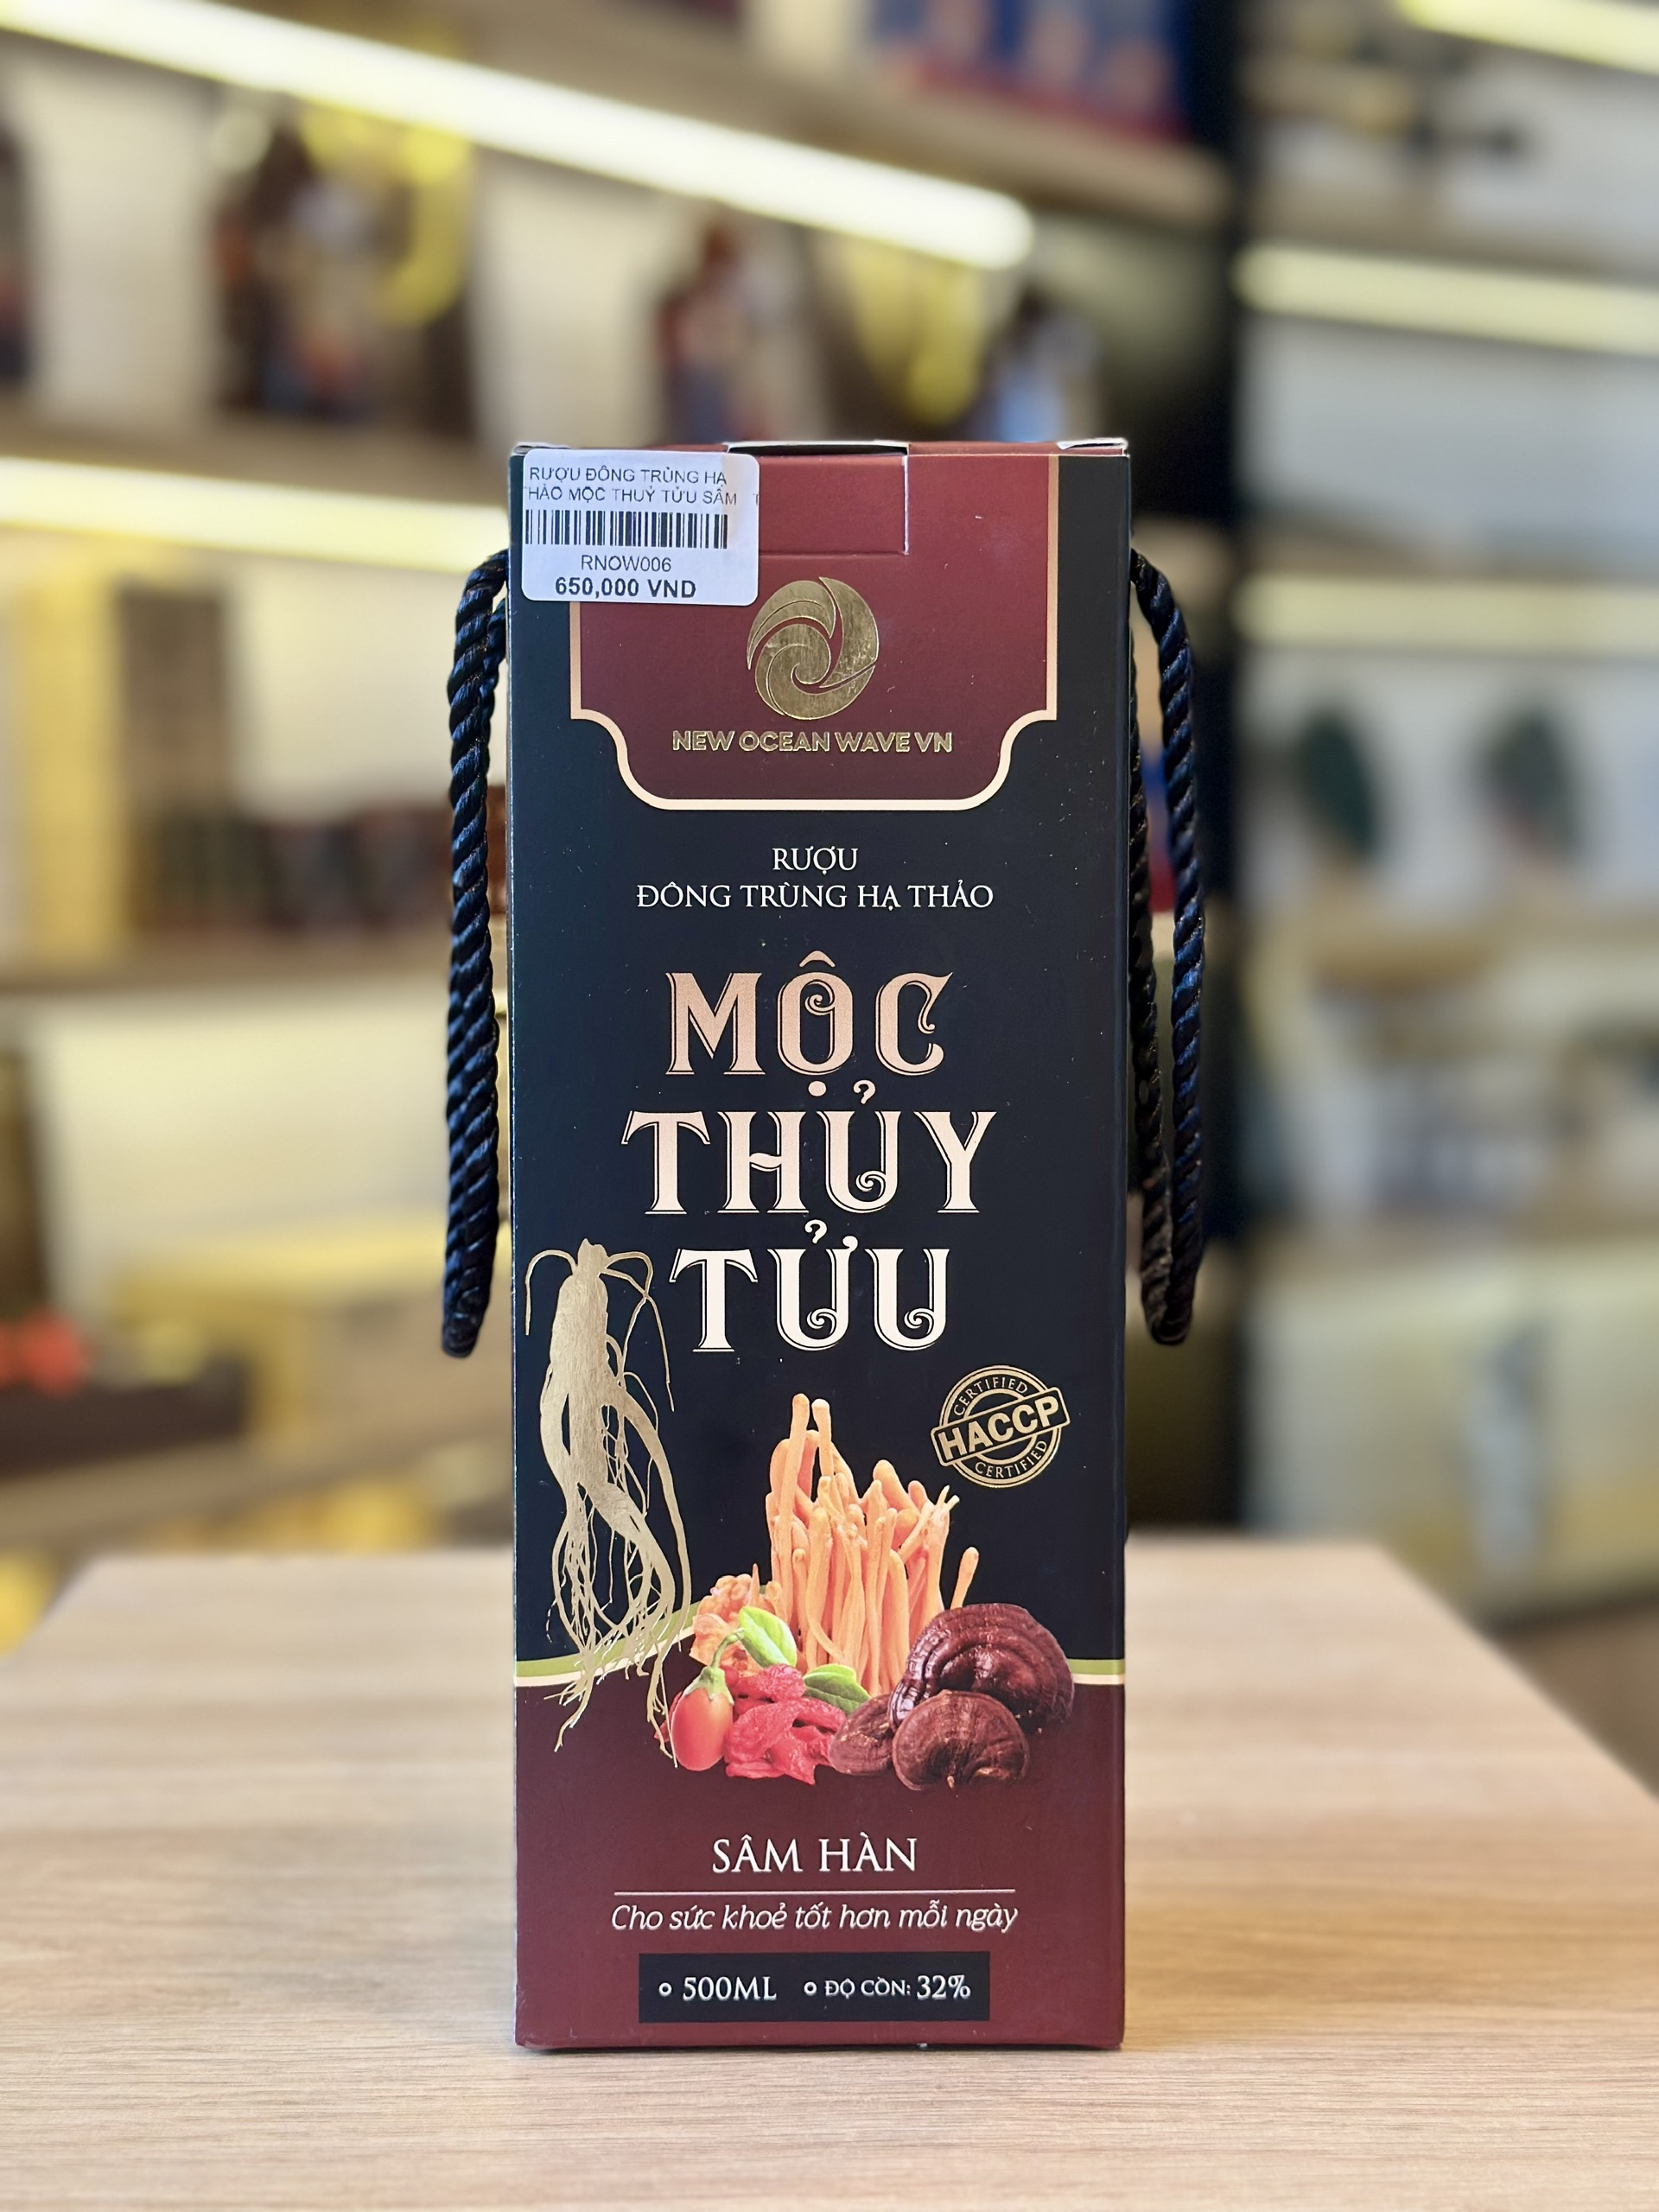 RƯỢU ĐÔNG TRÙNG HẠ
THẢO MỘC THUỶ TỬU SÂM T
RNOW006
650,000 VND
NEW OCEAN WAVE VN
RƯỢU
ĐÔNG TRÙNG HẠ THẢO
MỘC
THỦY
TỬU
CERTIFIED
HACCP
CERTIFIED
SÂM HÀN
Cho sức khoẻ tốt hơn mỗi ngày
500ML ĐỘ CỒN: 32%